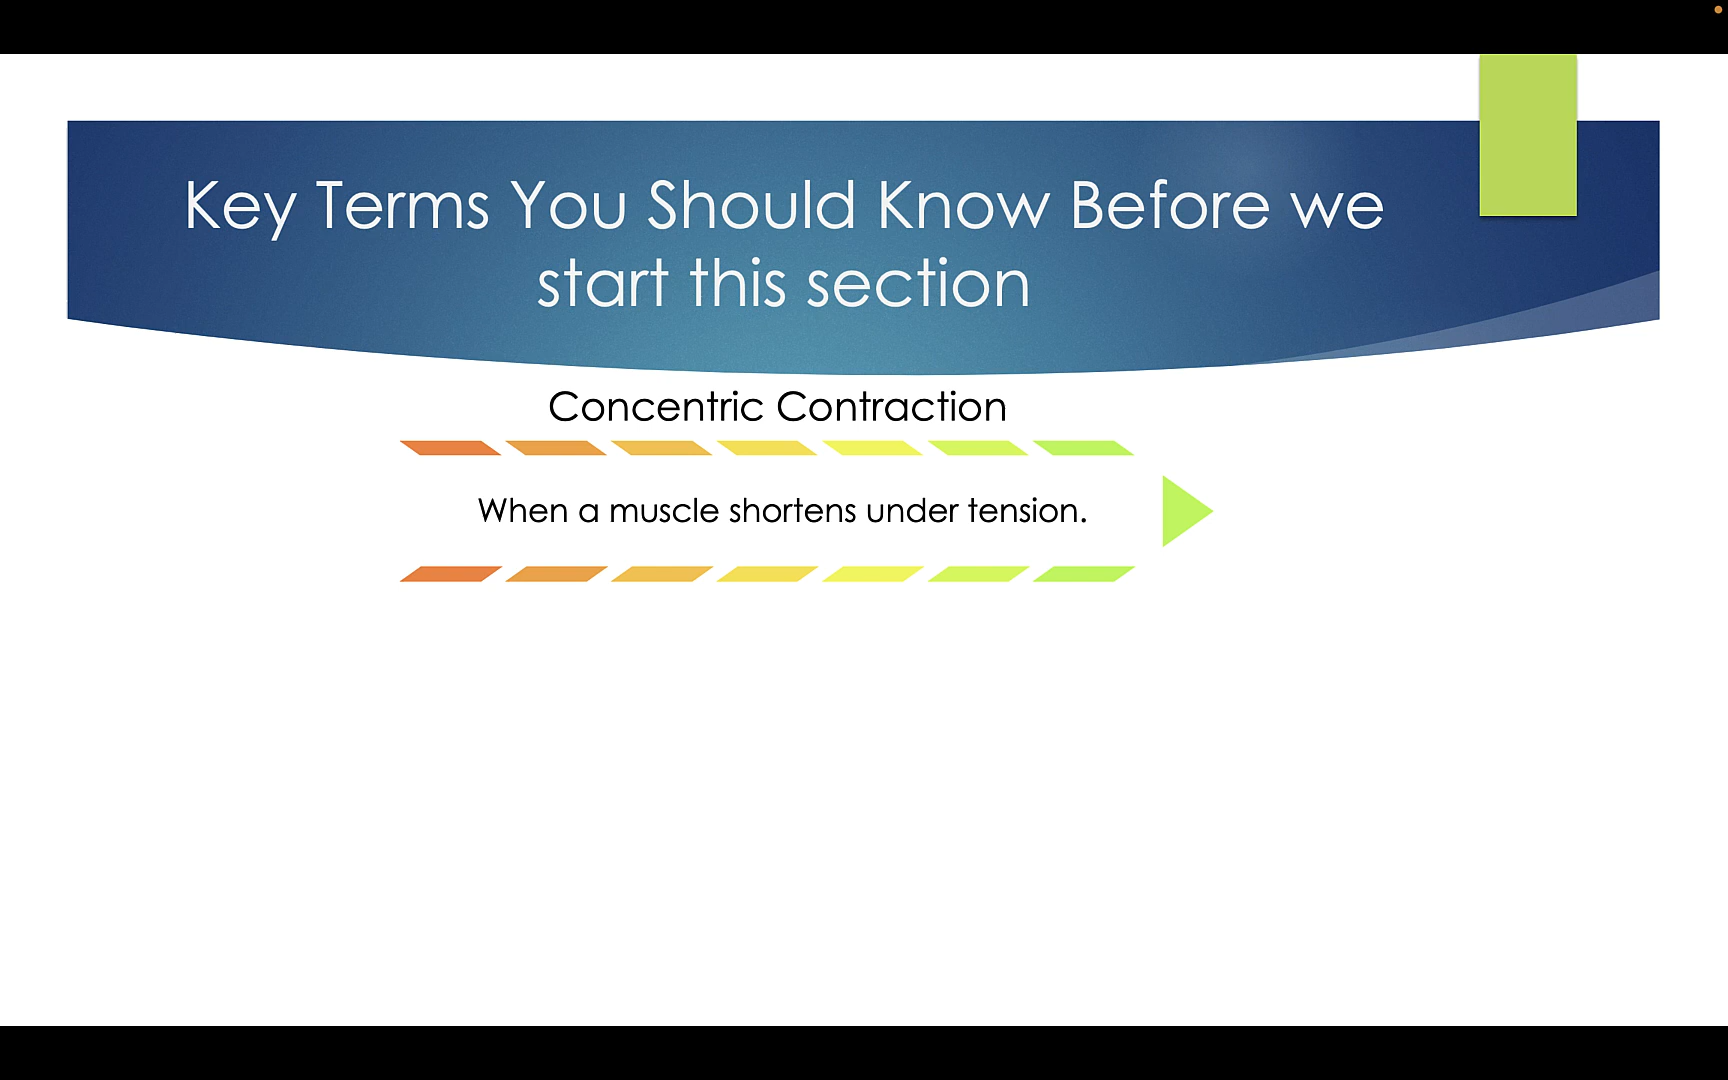 Key Terms You Should Know Before we
start this section
Concentric Contraction
When a muscle shortens under tension.